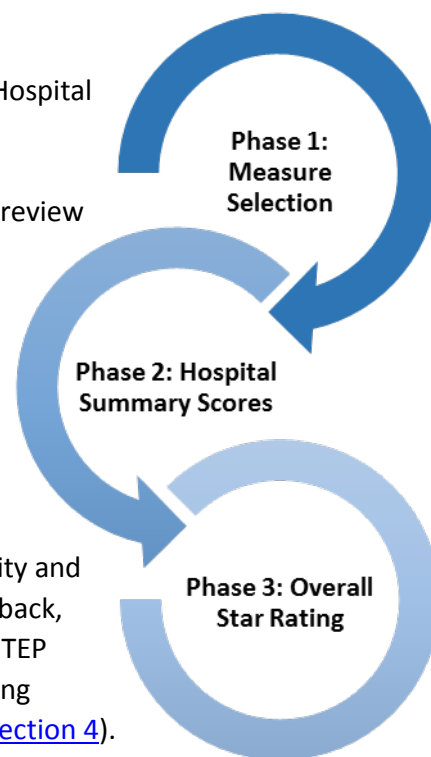 Hospital
Phase 1:
Measure
Selection
review
Phase 2: Hospital
Summary Scores
ity and
back,
Phase 3: Overall
Star Rating
TEP
ing
ection 4).